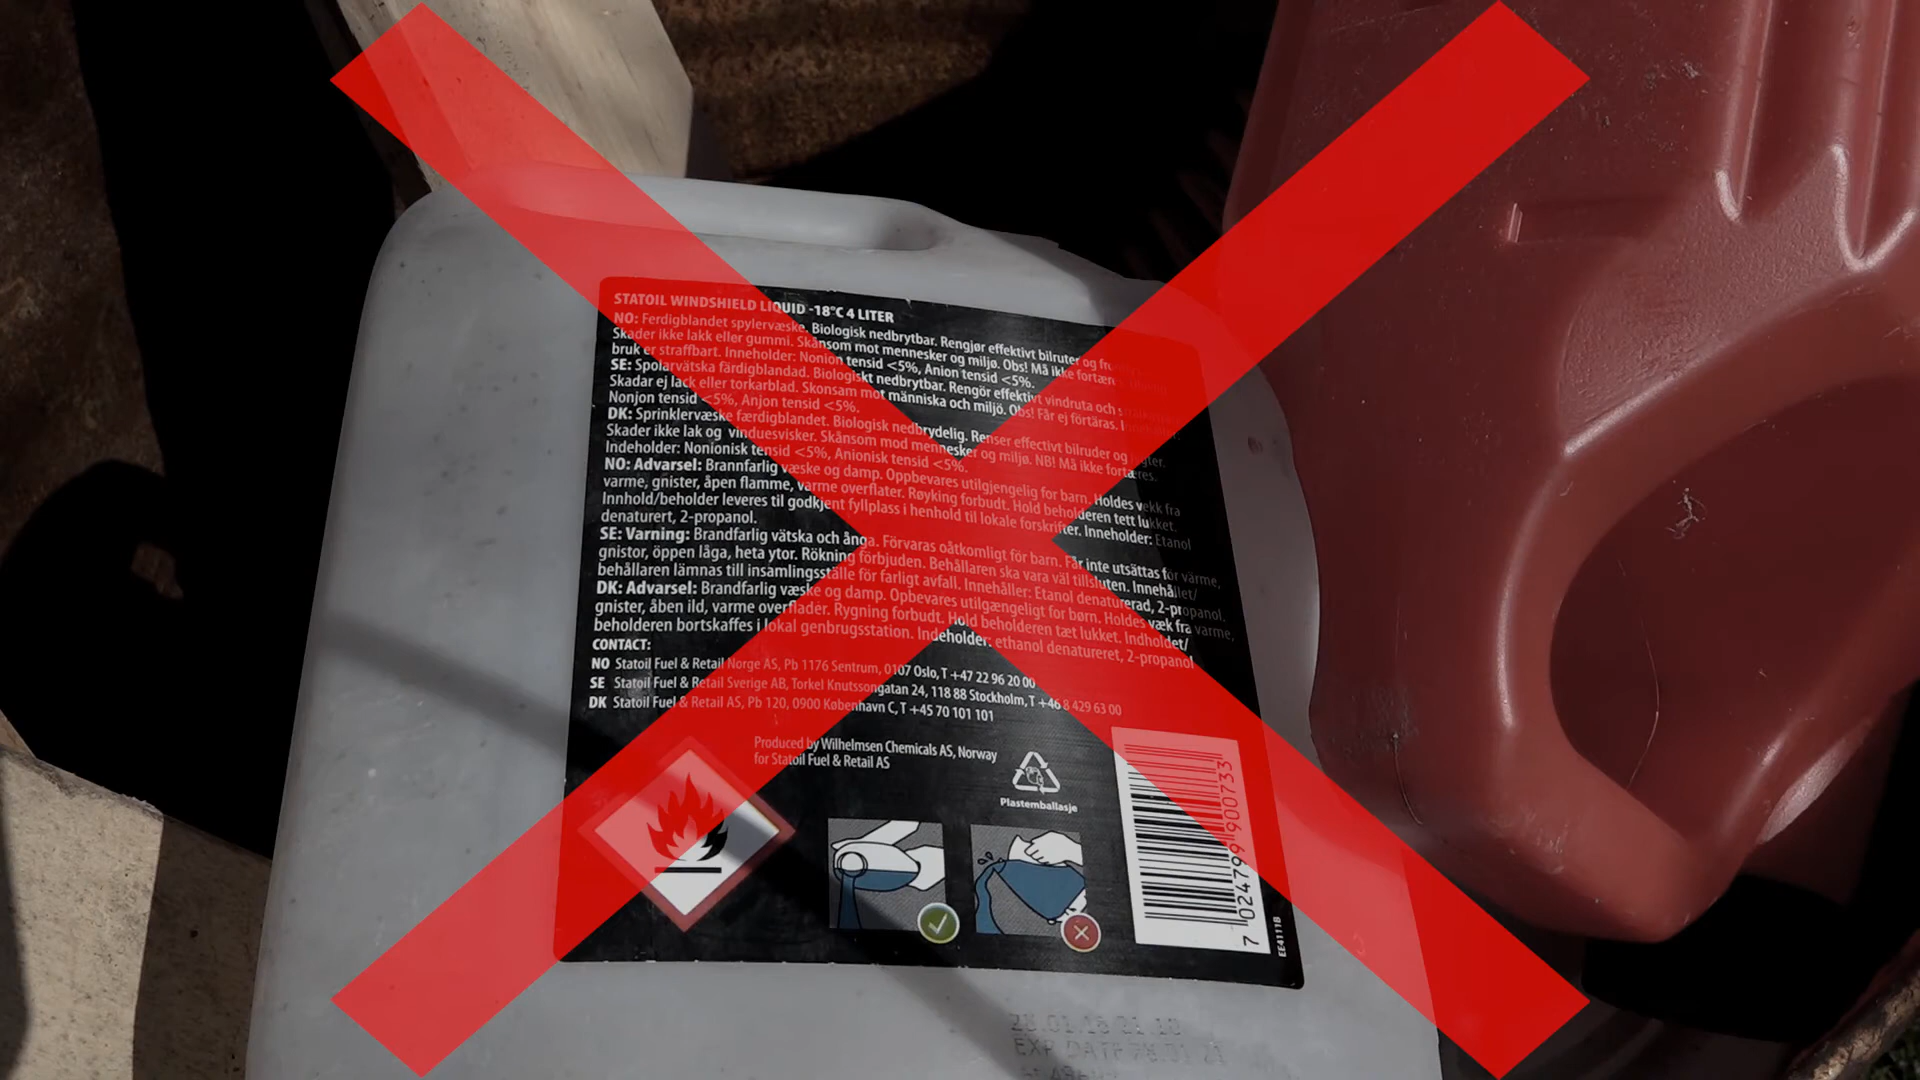 STATOIL WINDSHIELD LIQUID -18°C 4 LITER
NO: Ferdigblandet spylervæske. Biologisk nedbrytbar. Rengjør effektivt bilruter og
Skader ikke lakk eller gummi. Skånsom mot mennesker og miljø. Obs! Må ikke fortæres
bruk er straffbart. Inneholder: Nonion tensid <5%, Anion tensid <5%.
SE: Spolarvätska färdigblandad. Biologiskt nedbrytbar. Rengör effektivt vindruta och
Skadar ej lack eller torkarblad. Skonsam mot människa och miljö. Obs! Får ej förtäras.
Nonjon tensid <5%, Anjon tensid <5%.
DK: Sprinklervæske færdigblandet. Biologisk nedbrydelig. Renser effectivt bilruder og
Skader ikke lak og vinduesvisker. Skånsom mod mennesker og miljø. NB! Må ikke fortæres.
Indeholder: Nonionisk tensid <5%, Anionisk tensid <5%.
NO: Advarsel: Brannfarlig væske og damp. Oppbevares utilgjengelig for barn. Holdes vekk fra
varme, gnister, åpen flamme, varme overflater. Røyking forbudt. Hold beholderen tett lukket.
Innhold/beholder leveres til godkjent fyllplass i henhold til lokale forskrifter. Inneholder: Etanol
denaturert, 2-propanol.
SE: Varning: Brandfarlig vätska och ånga. Förvaras oåtkomligt för barn. Får inte utsättas för värme,
gnistor, öppen låga, heta ytor. Rökning förbjuden. Behållaren ska vara väl tillsluten. Innehållet/
behållaren lämnas till insamlingsställe för farligt avfall. Innehåller: Etanol denaturerad, 2-propanol.
DK: Advarsel: Brandfarlig væske og damp. Opbevares utilgængeligt for børn. Holdes væk fra varme,
gnister, åben ild, varme overflader. Rygning forbudt. Hold beholderen tæt lukket. Indholdet/
beholderen bortskaffes i lokal genbrugsstation. Indeholder: ethanol denatureret, 2-propanol
CONTACT:
NO Statoil Fuel & Retail Norge AS, Pb 1176 Sentrum, 0107 Oslo, T +47 22 96 20 00
SE Statoil Fuel & Retail Sverige AB, Torkel Knutssongatan 24, 118 88 Stockholm, T +46 8 429 63 00
DK Statoil Fuel & Retail AS, Pb 120, 0900 København C, T +45 70 101 101
Produced by Wilhelmsen Chemicals AS, Norway
for Statoil Fuel & Retail AS
Plastemballasje
7 024799 900733
EE4111B
EXP DATE